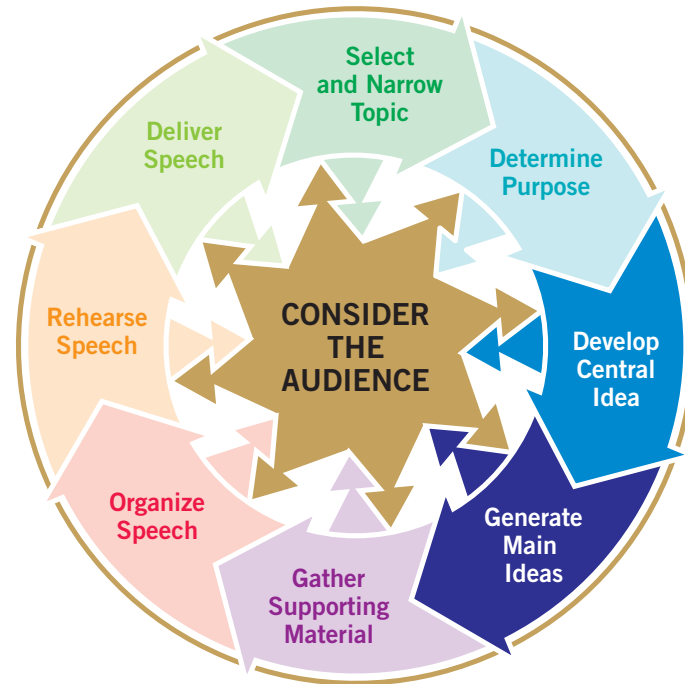 Select
and Narrow
Topic
Determine
Purpose
Develop
Central
Idea
Generate
Main
Ideas
Gather
Supporting
Material
Organize
Speech
Rehearse
Speech
Deliver
Speech
CONSIDER
THE
AUDIENCE